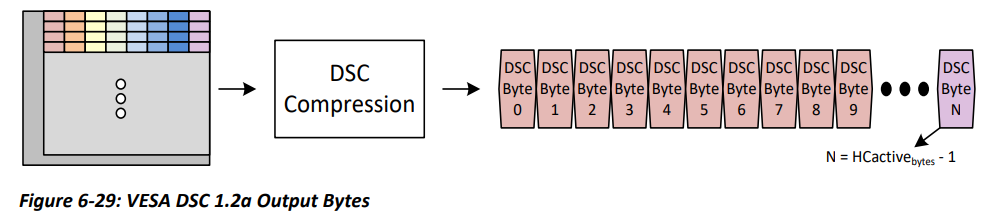 DSC
Compression
DSC
Byte
0
DSC
Byte
1
DSC
Byte
2
DSC
Byte
3
DSC
Byte
4
DSC
Byte
5
DSC
Byte
6
DSC
Byte
7
DSC
Byte
8
DSC
Byte
9
DSC
Byte
N
N = HCactivebytes - 1
Figure 6-29: VESA DSC 1.2a Output Bytes